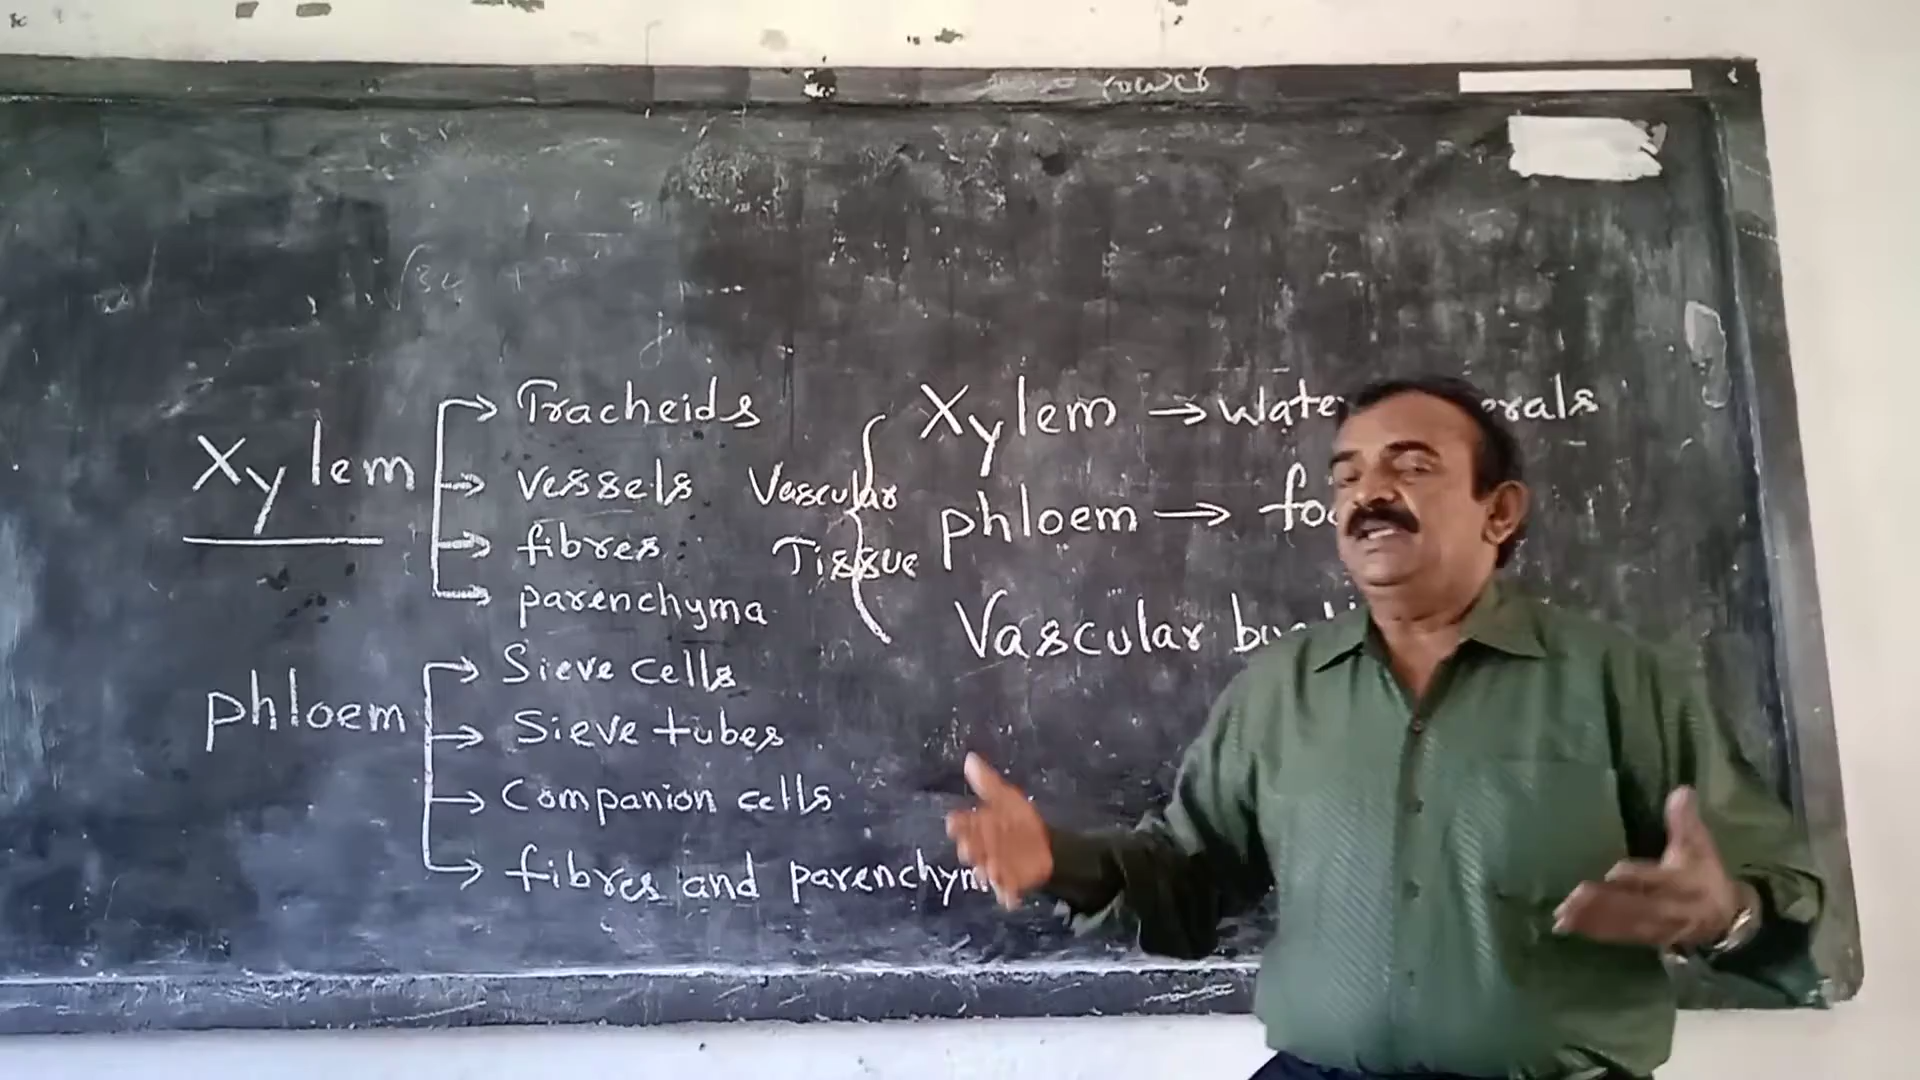 Xylem
Tracheids
vessels
fibres
parenchyma
phloem
Sieve cells
Sieve tubes
Companion cells
fibres and
Vascular
Tissue
Xylem →
phloem →
Vascular